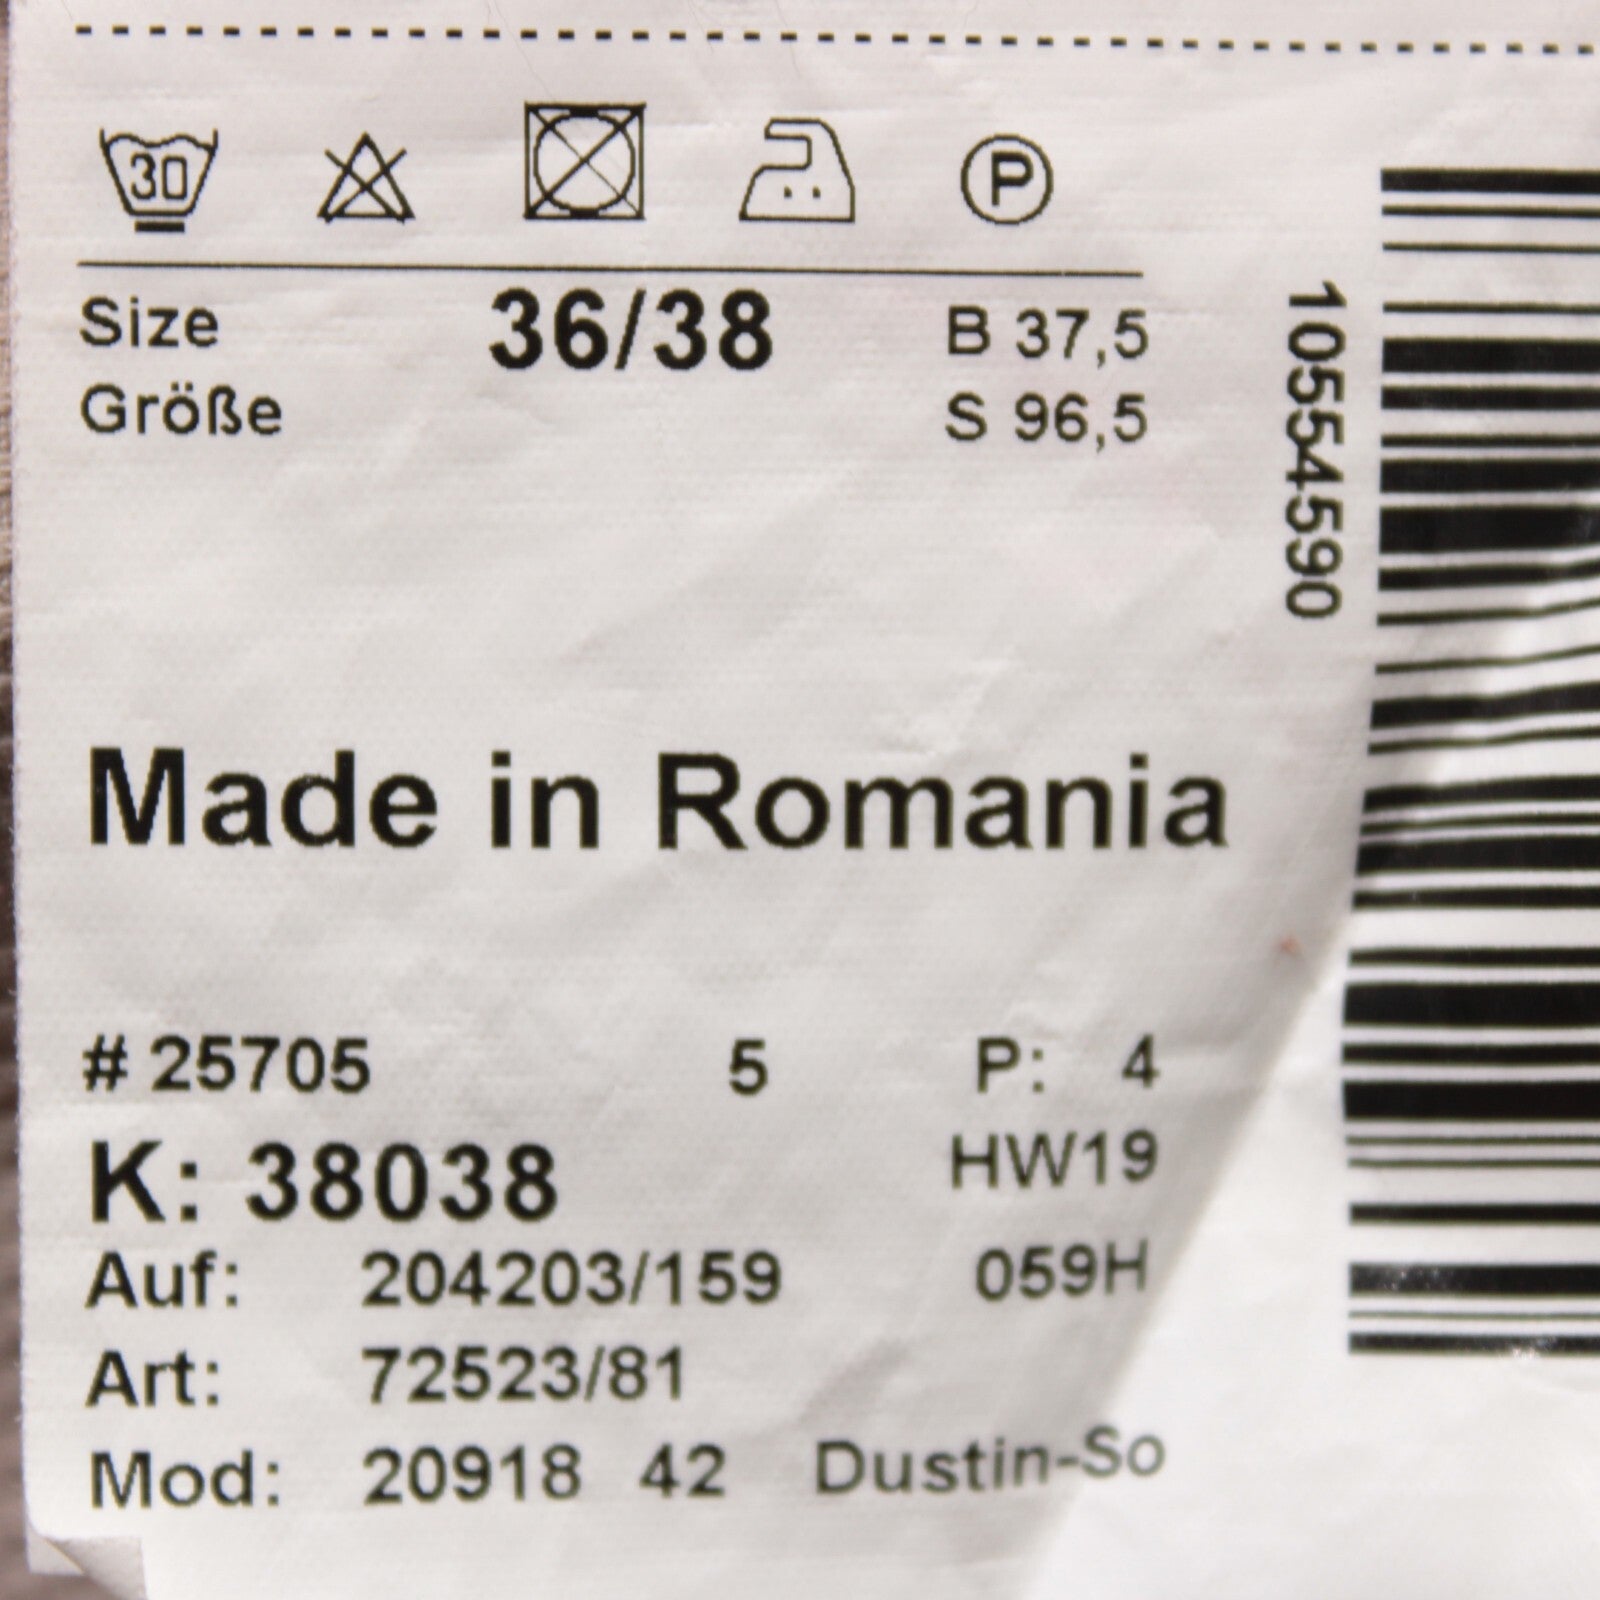 30
P
Size 36/38 B 37,5
Größe S 96,5
10554590
Made in Romania
# 25705 5 P: 4
K: 38038 HW19
Auf: 204203/159 059H
Art: 72523/81
Mod: 20918 42 Dustin-So